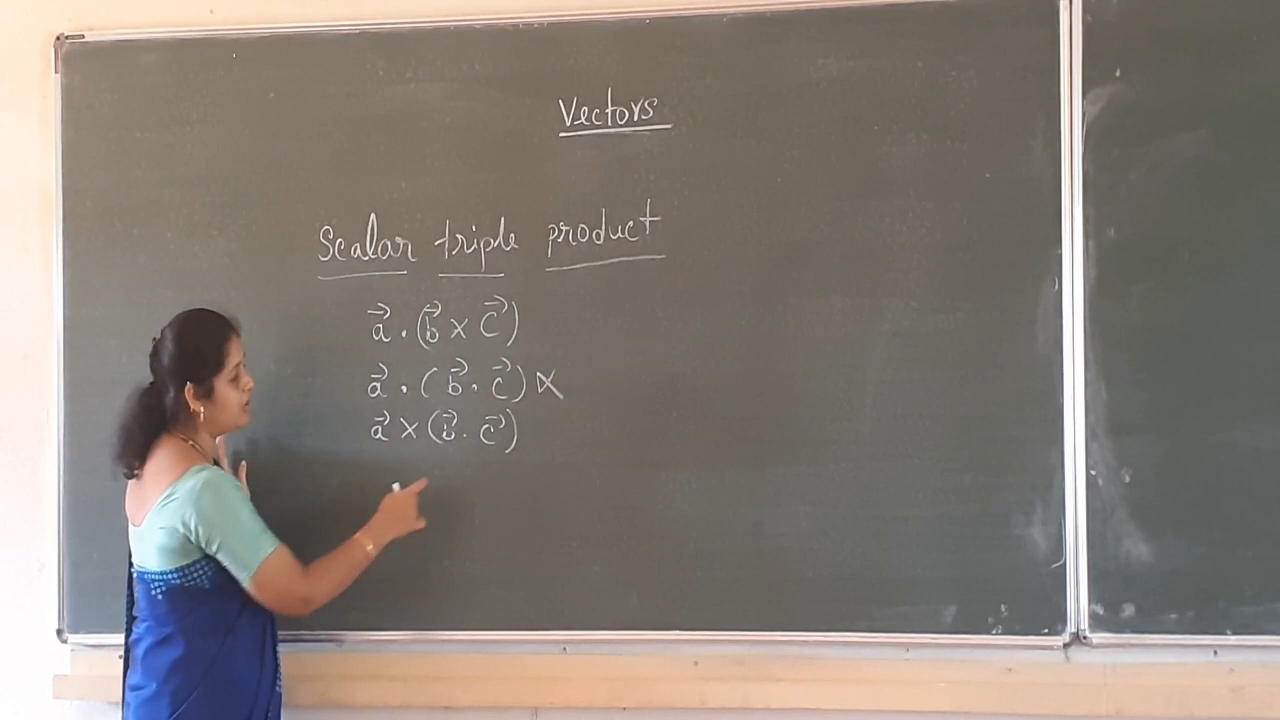 Vectors
Scalar triple product
a⃗ . (b⃗ × c⃗)
a⃗ . (b⃗ . c⃗) ×
a⃗ × (b⃗ . c⃗)